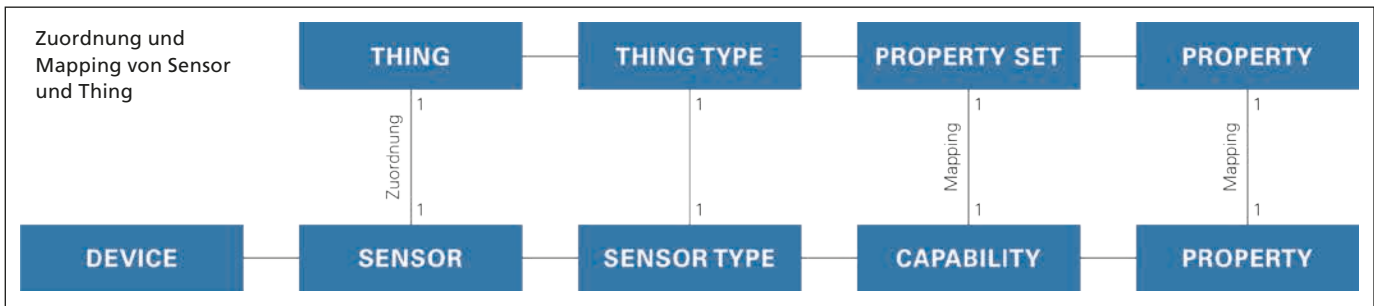 Zuordnung und
Mapping von Sensor
und Thing
THING
THING TYPE
PROPERTY SET
PROPERTY
1
1
1
1
Zuordnung
Mapping
Mapping
1
1
1
1
DEVICE
SENSOR
SENSOR TYPE
CAPABILITY
PROPERTY